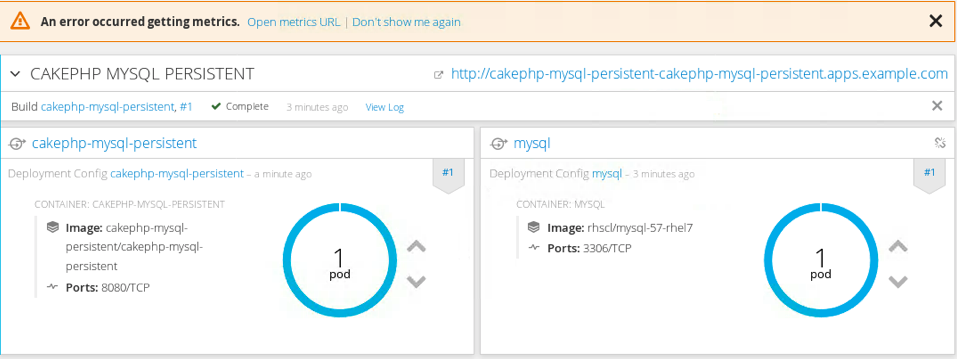 An error occurred getting metrics. Open metrics URL | Don't show me again
CAKEPHP MYSQL PERSISTENT
http://cakephp-mysql-persistent-cakephp-mysql-persistent.apps.example.com
Build cakephp-mysql-persistent, #1 Complete 3 minutes ago View Log
cakephp-mysql-persistent
Deployment Config cakephp-mysql-persistent – a minute ago
#1
CONTAINER: CAKEPHP-MYSQL-PERSISTENT
Image: cakephp-mysql-
persistent/cakephp-mysql-
persistent
Ports: 8080/TCP
1
pod
mysql
Deployment Config mysql – 3 minutes ago
#1
CONTAINER: MYSQL
Image: rhscl/mysql-57-rhel7
Ports: 3306/TCP
1
pod